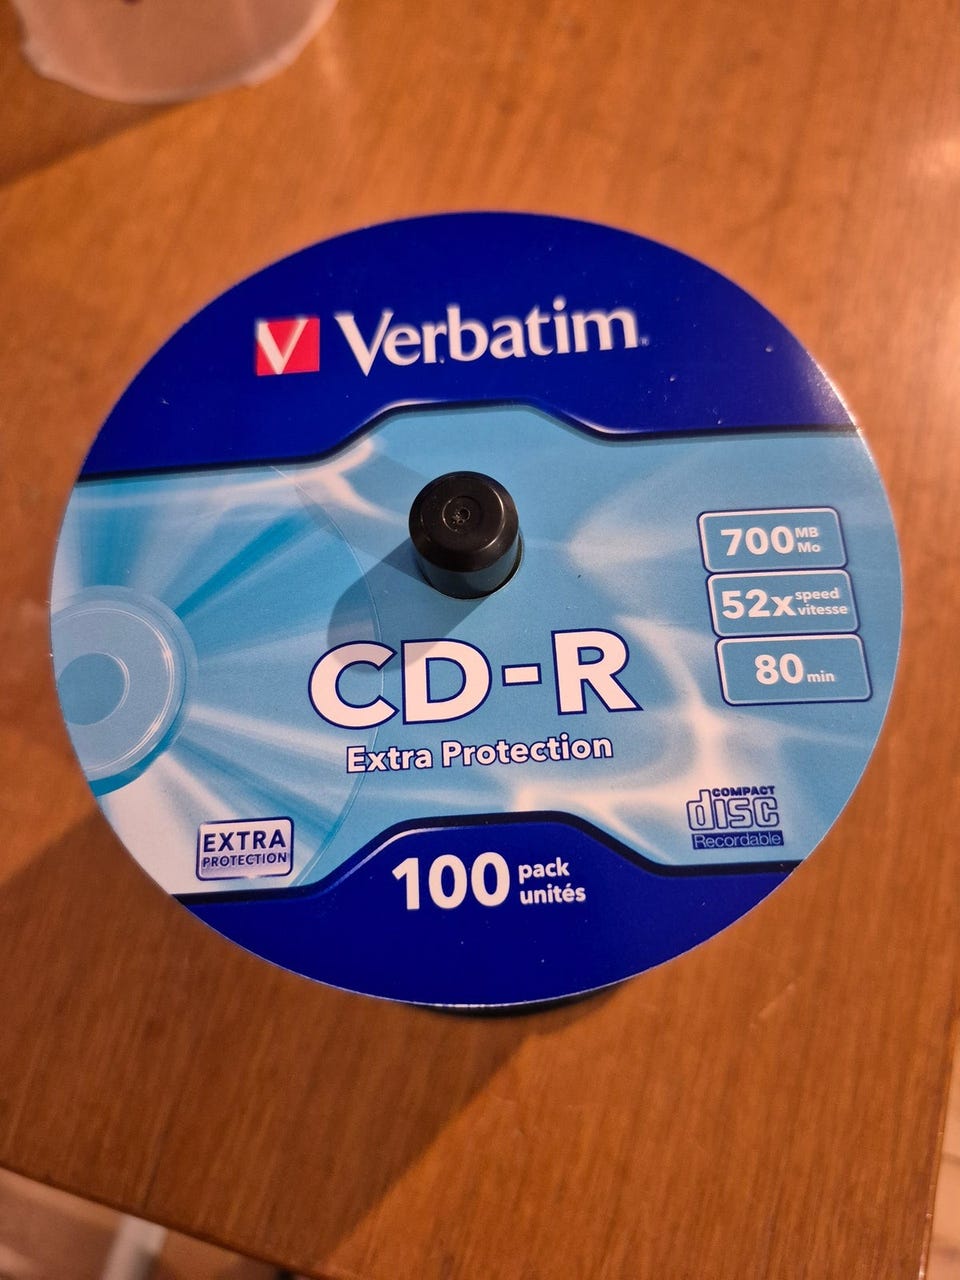 V Verbatim
700 MB Mo
52x speed vitesse
80 min
CD-R
Extra Protection
COMPACT
disc
Recordable
EXTRA
PROTECTION
100 pack unités